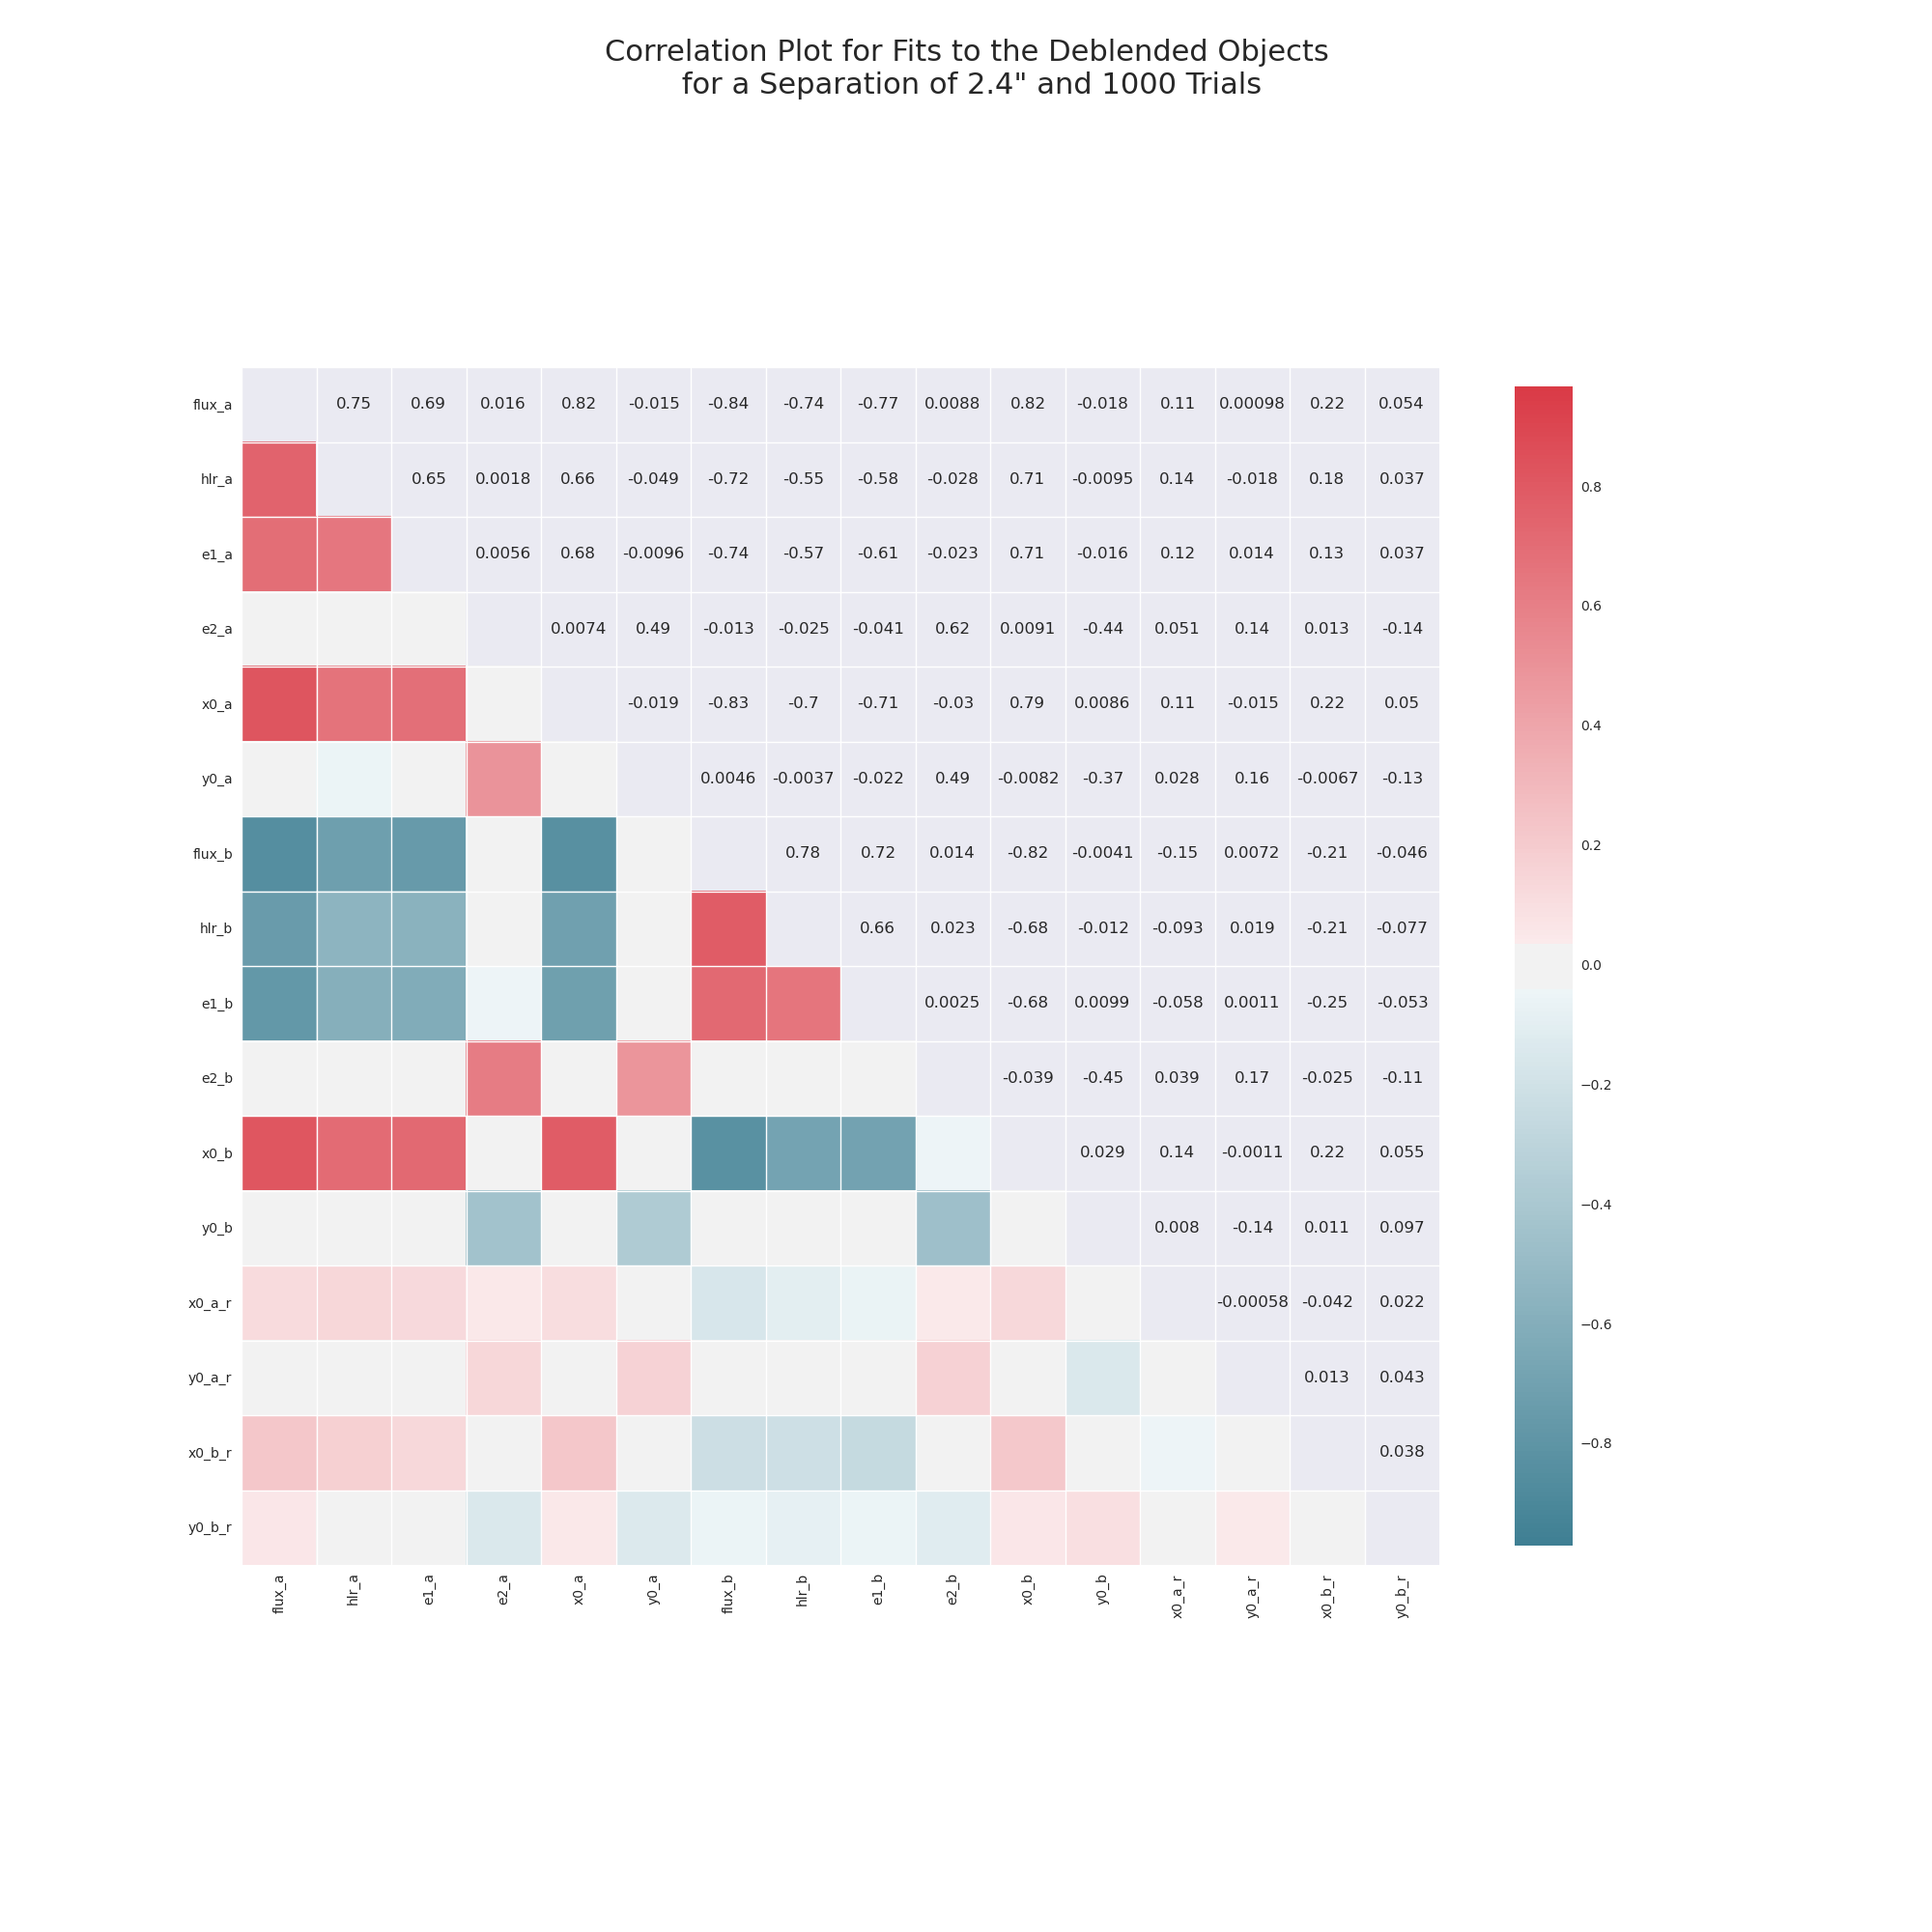 Correlation Plot for Fits to the Deblended Objects
for a Separation of 2.4" and 1000 Trials
flux_a 0.75 0.69 0.016 0.82 -0.015 -0.84 -0.74 -0.77 0.0088 0.82 -0.018 0.11 0.00098 0.22 0.054
hlr_a 0.65 0.0018 0.66 -0.049 -0.72 -0.55 -0.58 -0.028 0.71 -0.0095 0.14 -0.018 0.18 0.037
e1_a 0.0056 0.68 -0.0096 -0.74 -0.57 -0.61 -0.023 0.71 -0.016 0.12 0.014 0.13 0.037
e2_a 0.0074 0.49 -0.013 -0.025 -0.041 0.62 0.0091 -0.44 0.051 0.14 0.013 -0.14
x0_a -0.019 -0.83 -0.7 -0.71 -0.03 0.79 0.0086 0.11 -0.015 0.22 0.05
y0_a 0.0046 -0.0037 -0.022 0.49 -0.0082 -0.37 0.028 0.16 -0.0067 -0.13
flux_b 0.78 0.72 0.014 -0.82 -0.0041 -0.15 0.0072 -0.21 -0.046
hlr_b 0.66 0.023 -0.68 -0.012 -0.093 0.019 -0.21 -0.077
e1_b 0.0025 -0.68 0.0099 -0.058 0.0011 -0.25 -0.053
e2_b -0.039 -0.45 0.039 0.17 -0.025 -0.11
x0_b 0.029 0.14 -0.0011 0.22 0.055
y0_b 0.008 -0.14 0.011 0.097
x0_a_r -0.00058 -0.042 0.022
y0_a_r 0.013 0.043
x0_b_r 0.038
y0_b_r
flux_a hlr_a e1_a e2_a x0_a y0_a flux_b hlr_b e1_b e2_b x0_b y0_b x0_a_r y0_a_r x0_b_r y0_b_r
0.8
0.6
0.4
0.2
0.0
−0.2
−0.4
−0.6
−0.8